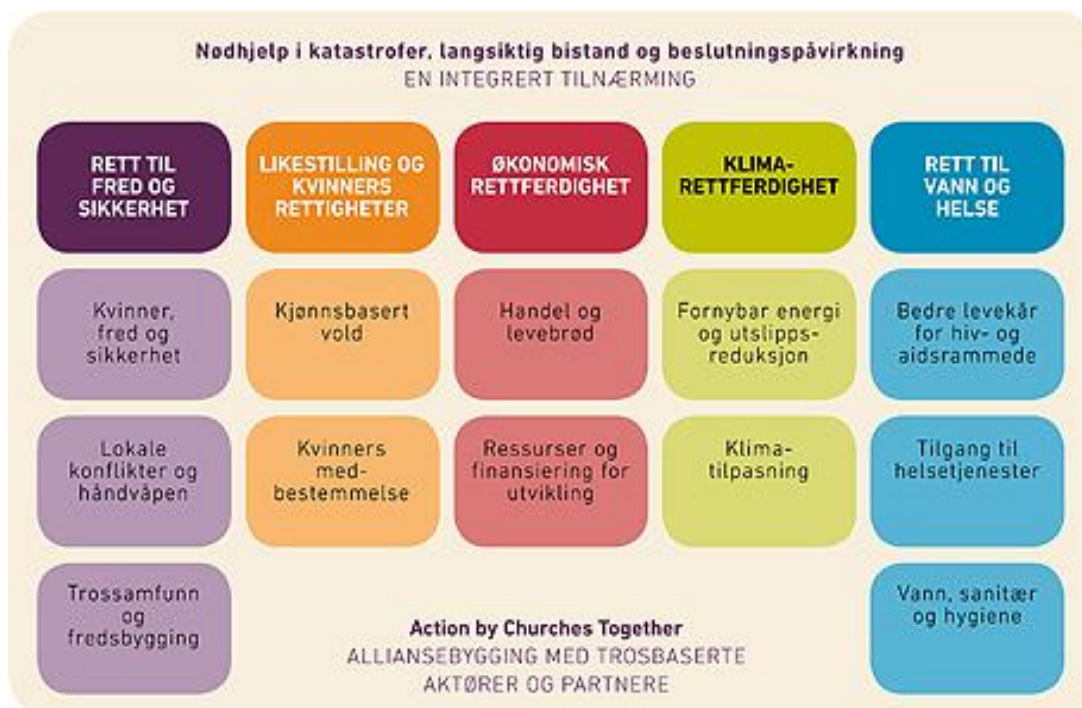 Nødhjelp i katastrofer, langsiktig bistand og beslutningspåvirkning
EN INTEGRERT TILNÆRMING
RETT TIL
FRED OG
SIKKERHET
LIKESTILLING OG
KVINNERS
RETTIGHETER
ØKONOMISK
RETTFERDIGHET
KLIMA-
RETTFERDIGHET
RETT TIL
VANN OG
HELSE
Kvinner,
fred og
sikkerhet
Kjønnsbasert
vold
Handel og
levebrød
Fornybar energi
og utslipps-
reduksjon
Bedre levekår
for hiv- og
aidsrammede
Lokale
konflikter og
håndvåpen
Kvinners
med-
bestemmelse
Ressurser og
finansiering for
utvikling
Klima-
tilpasning
Tilgang til
helsetjenester
Trossamfunn
og
fredsbygging
Vann, sanitær
og hygiene
Action by Churches Together
ALLIANSEBYGGING MED TROSBASERTE
AKTØRER OG PARTNERE